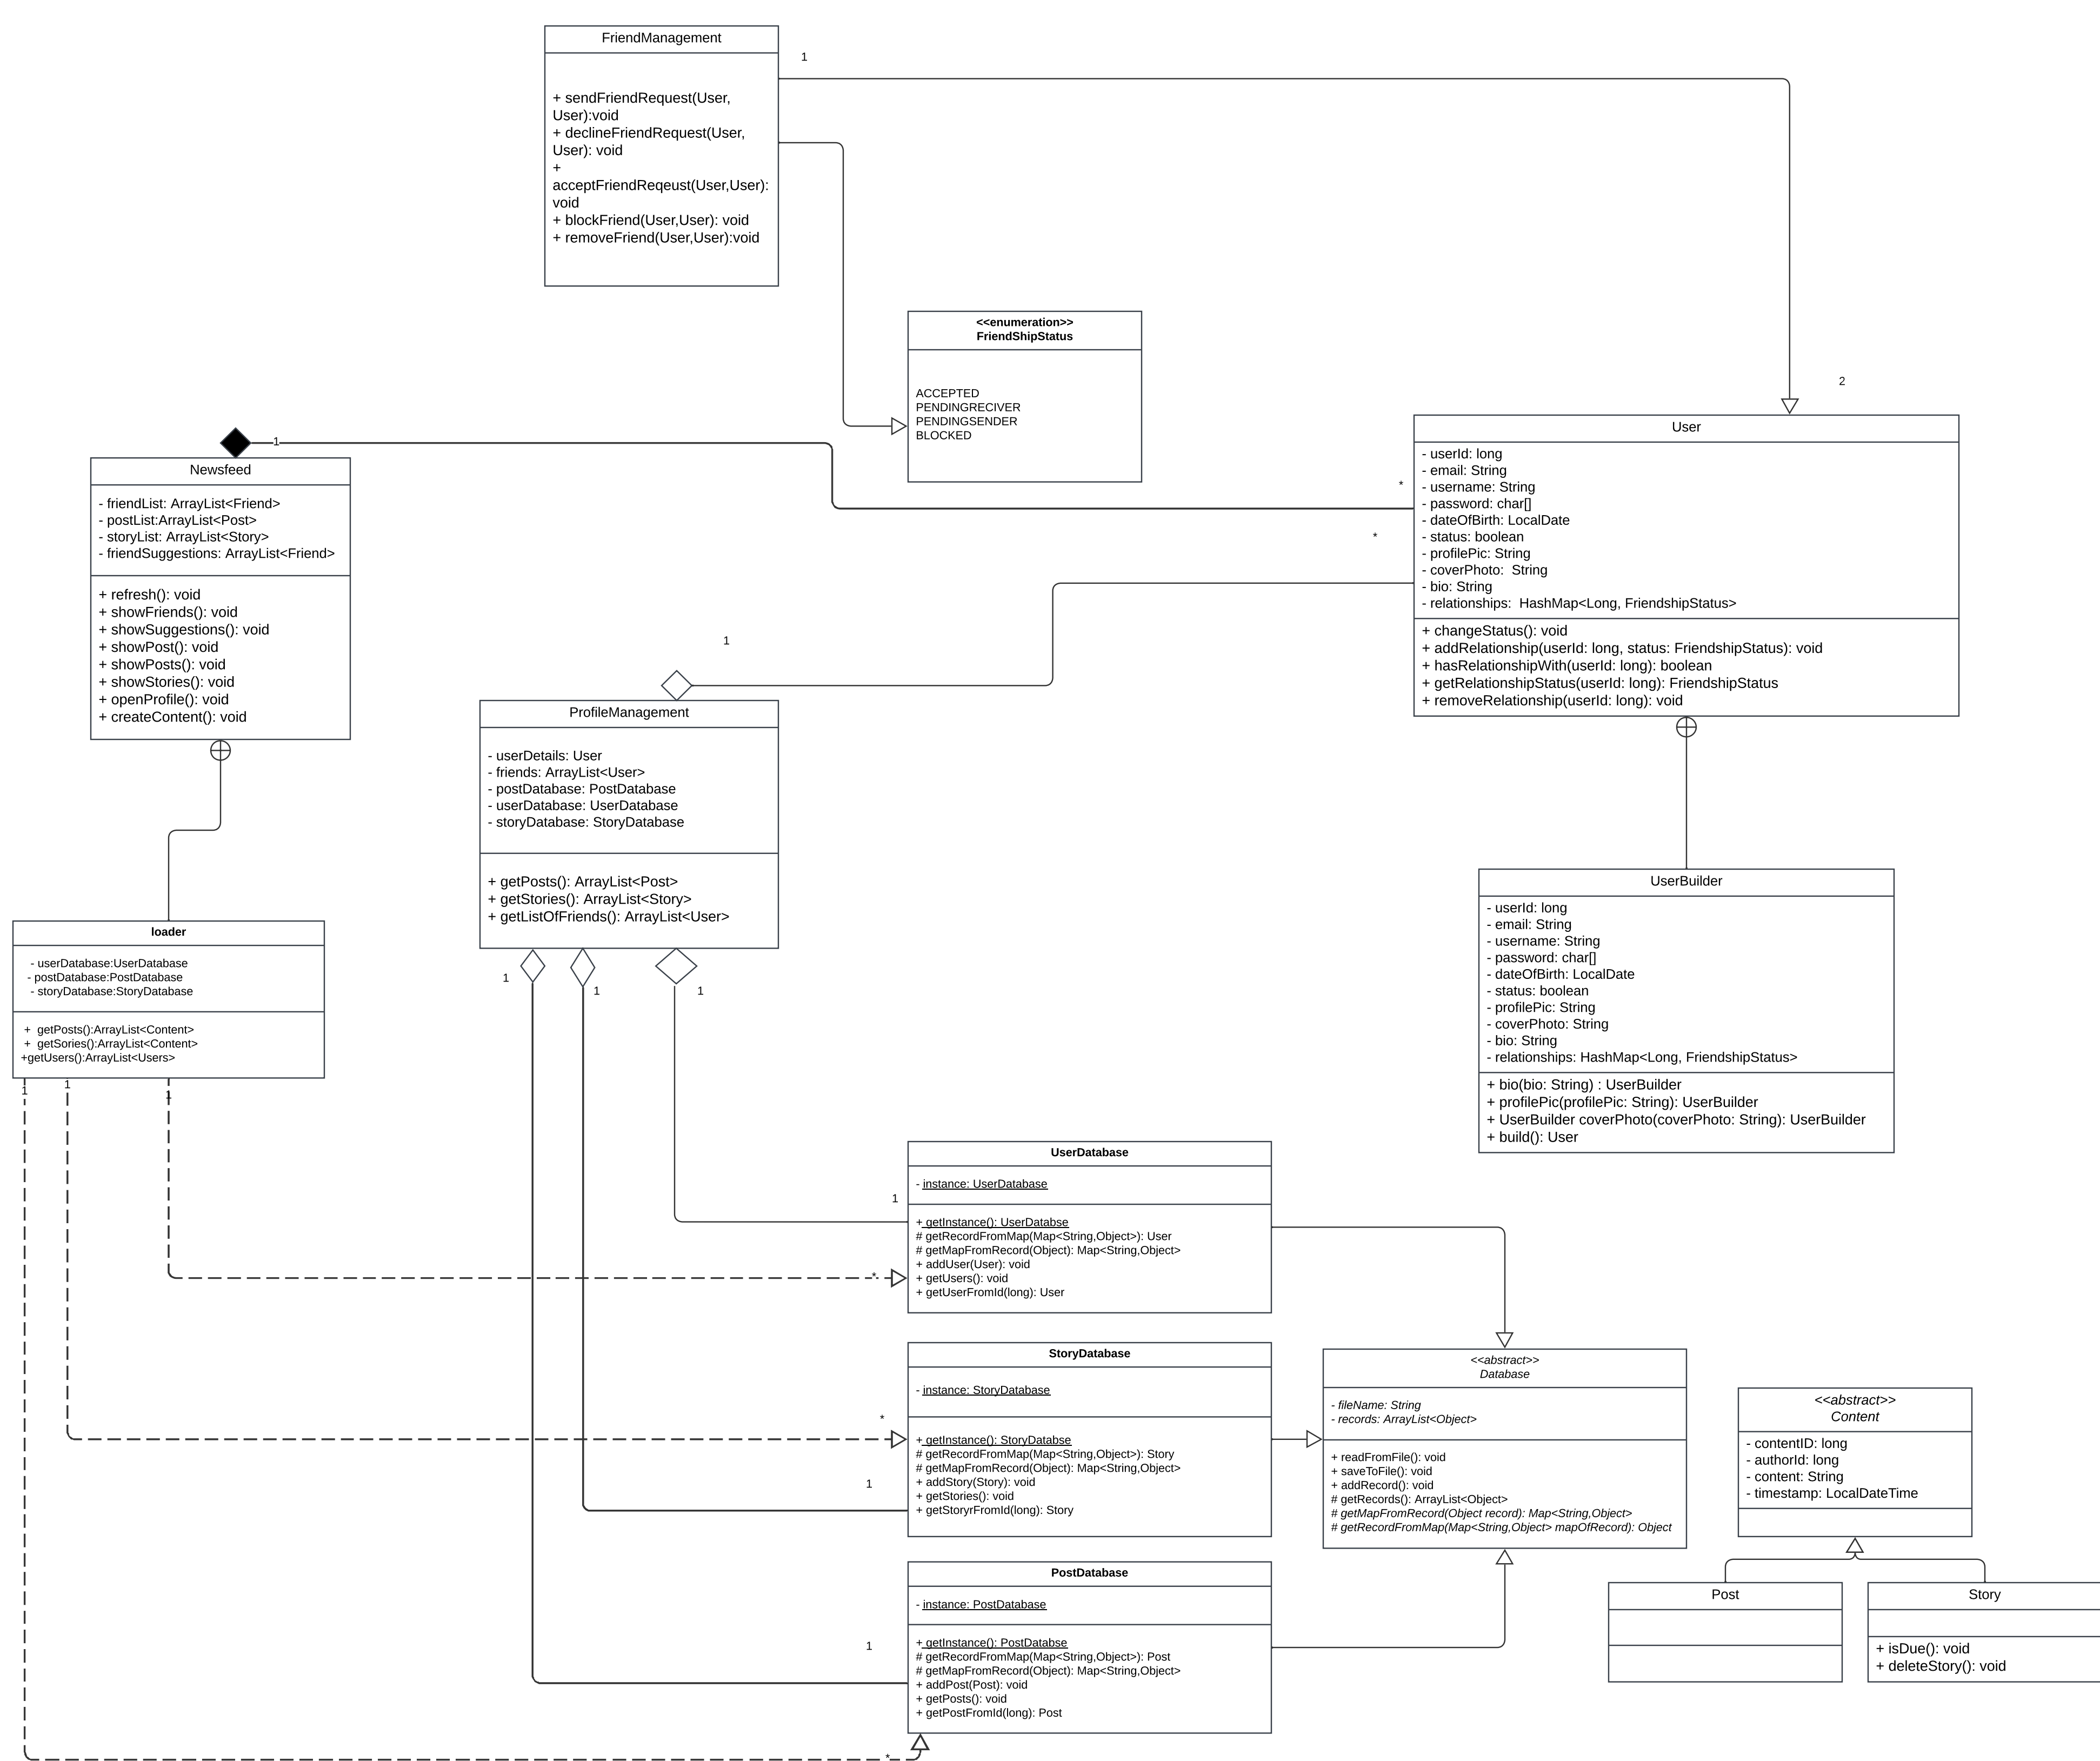 FriendManagement
+ sendFriendRequest(User,
User):void
+ declineFriendRequest(User,
User): void
+
acceptFriendReqeust(User,User):
void
+ blockFriend(User,User): void
+ removeFriend(User,User):void
1
2
<<enumeration>>
FriendShipStatus
ACCEPTED
PENDINGRECIVER
PENDINGSENDER
BLOCKED
1
*
Newsfeed
- friendList: ArrayList<Friend>
- postList:ArrayList<Post>
- storyList: ArrayList<Story>
- friendSuggestions: ArrayList<Friend>
+ refresh(): void
+ showFriends(): void
+ showSuggestions(): void
+ showPost(): void
+ showPosts(): void
+ showStories(): void
+ openProfile(): void
+ createContent(): void
User
- userId: long
- email: String
- username: String
- password: char[]
- dateOfBirth: LocalDate
- status: boolean
- profilePic: String
- coverPhoto:  String
- bio: String
- relationships:  HashMap<Long, FriendshipStatus>
+ changeStatus(): void
+ addRelationship(userId: long, status: FriendshipStatus): void
+ hasRelationshipWith(userId: long): boolean
+ getRelationshipStatus(userId: long): FriendshipStatus
+ removeRelationship(userId: long): void
*
1
ProfileManagement
- userDetails: User
- friends: ArrayList<User>
- postDatabase: PostDatabase
- userDatabase: UserDatabase
- storyDatabase: StoryDatabase
+ getPosts(): ArrayList<Post>
+ getStories(): ArrayList<Story>
+ getListOfFriends(): ArrayList<User>
1
1
1
UserBuilder
- userId: long
- email: String
- username: String
- password: char[]
- dateOfBirth: LocalDate
- status: boolean
- profilePic: String
- coverPhoto: String
- bio: String
- relationships: HashMap<Long, FriendshipStatus>
+ bio(bio: String) : UserBuilder
+ profilePic(profilePic: String): UserBuilder
+ UserBuilder coverPhoto(coverPhoto: String): UserBuilder
+ build(): User
loader
- userDatabase:UserDatabase
- postDatabase:PostDatabase
- storyDatabase:StoryDatabase
+  getPosts():ArrayList<Content>
+  getSories():ArrayList<Content>
+getUsers():ArrayList<Users>
1
1
1
UserDatabase
- instance: UserDatabase
+ getInstance(): UserDatabse
# getRecordFromMap(Map<String,Object>): User
# getMapFromRecord(Object): Map<String,Object>
+ addUser(User): void
+ getUsers(): void
+ getUserFromId(long): User
1
*
StoryDatabase
- instance: StoryDatabase
+ getInstance(): StoryDatabse
# getRecordFromMap(Map<String,Object>): Story
# getMapFromRecord(Object): Map<String,Object>
+ addStory(Story): void
+ getStories(): void
+ getStoryrFromId(long): Story
*
1
<<abstract>>
Database
- fileName: String
- records: ArrayList<Object>
+ readFromFile(): void
+ saveToFile(): void
+ addRecord(): void
# getRecords(): ArrayList<Object>
# getMapFromRecord(Object record): Map<String,Object>
# getRecordFromMap(Map<String,Object> mapOfRecord): Object
<<abstract>>
Content
- contentID: long
- authorId: long
- content: String
- timestamp: LocalDateTime
PostDatabase
- instance: PostDatabase
+ getInstance(): PostDatabse
# getRecordFromMap(Map<String,Object>): Post
# getMapFromRecord(Object): Map<String,Object>
+ addPost(Post): void
+ getPosts(): void
+ getPostFromId(long): Post
1
*
Post
Story
+ isDue(): void
+ deleteStory(): void